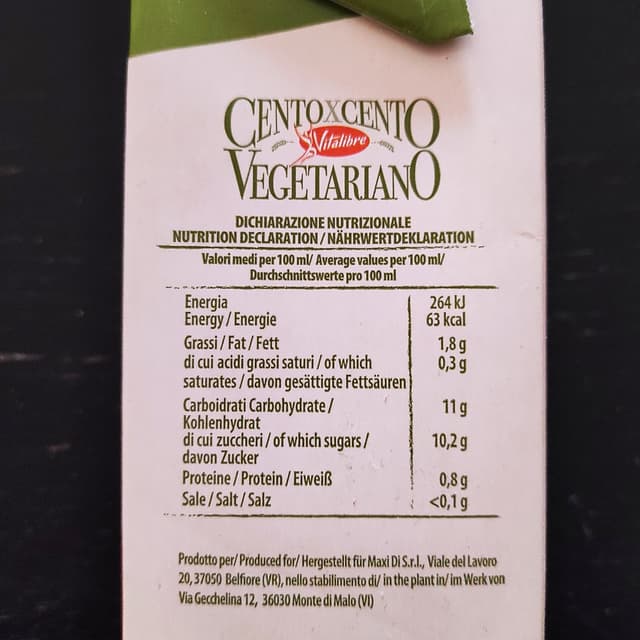 CENTOXCENTO
Vitalibre
VEGETARIANO
DICHIARAZIONE NUTRIZIONALE
NUTRITION DECLARATION / NÄHRWERTDEKLARATION
Valori medi per 100 ml/ Average values per 100 ml/
Durchschnittswerte pro 100 ml
Energia 264 kJ
Energy / Energie 63 kcal
Grassi / Fat / Fett 1,8 g
di cui acidi grassi saturi / of which 0,3 g
saturates / davon gesättigte Fettsäuren
Carboidrati Carbohydrate / 11 g
Kohlenhydrat
di cui zuccheri / of which sugars / 10,2 g
davon Zucker
Proteine / Protein / Eiweiß 0,8 g
Sale / Salt / Salz <0,1 g
Prodotto per/ Produced for/ Hergestellt für Maxi Di S.r.l., Viale del Lavoro
20, 37050 Belfiore (VR), nello stabilimento di/ in the plant in/ im Werk von
Via Gecchelina 12, 36030 Monte di Malo (VI)